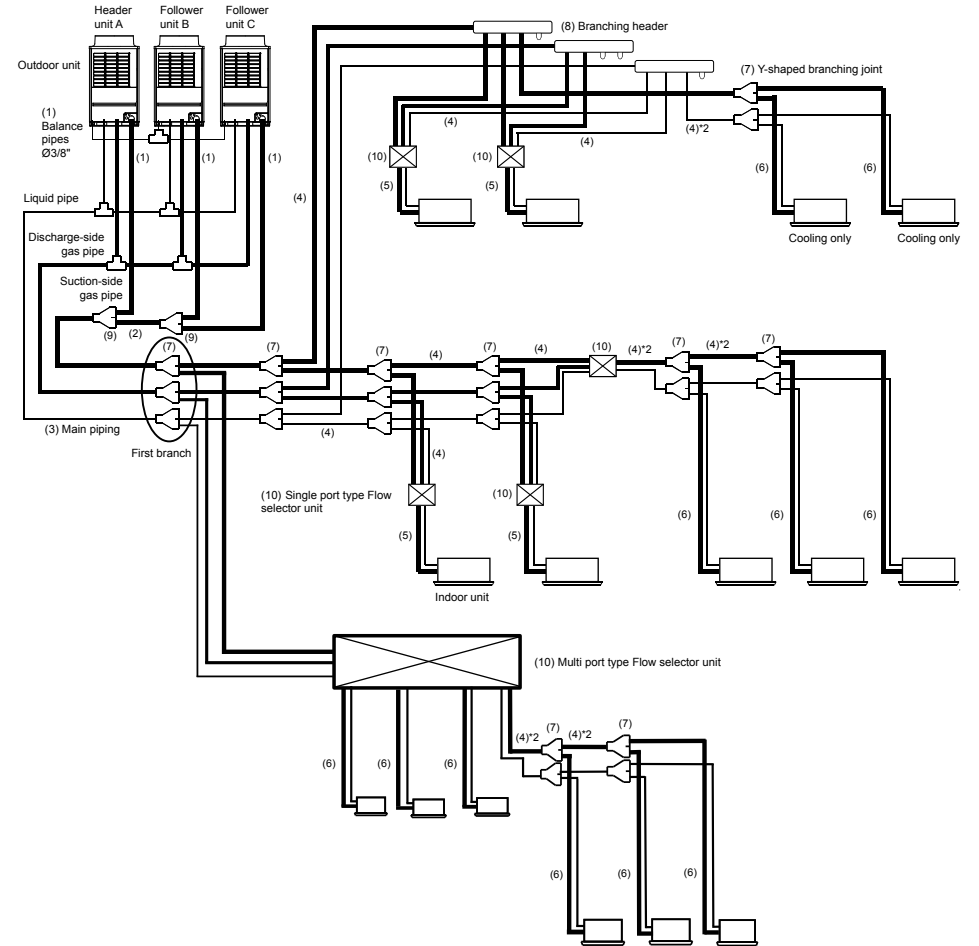 Header
unit A
Follower
unit B
Follower
unit C
Outdoor unit
(8) Branching header
(7) Y-shaped branching joint
(1)
Balance
pipes
Ø3/8"
(1)
(1)
(1)
(4)
(4)
(4)*2
(10)
(10)
(4)
(5)
(5)
(6)
(6)
Liquid pipe
Cooling only
Cooling only
Discharge-side
gas pipe
Suction-side
gas pipe
(9)
(2)
(9)
(7)
(7)
(7)
(4)
(7)
(4)
(10)
(4)*2
(7)
(4)*2
(7)
(3) Main piping
(4)
First branch
(4)
(10) Single port type Flow
selector unit
(10)
(6)
(6)
(6)
(5)
(5)
Indoor unit
(10) Multi port type Flow selector unit
(4)*2
(7)
(4)*2
(7)
(6)
(6)
(6)
(6)
(6)
(6)